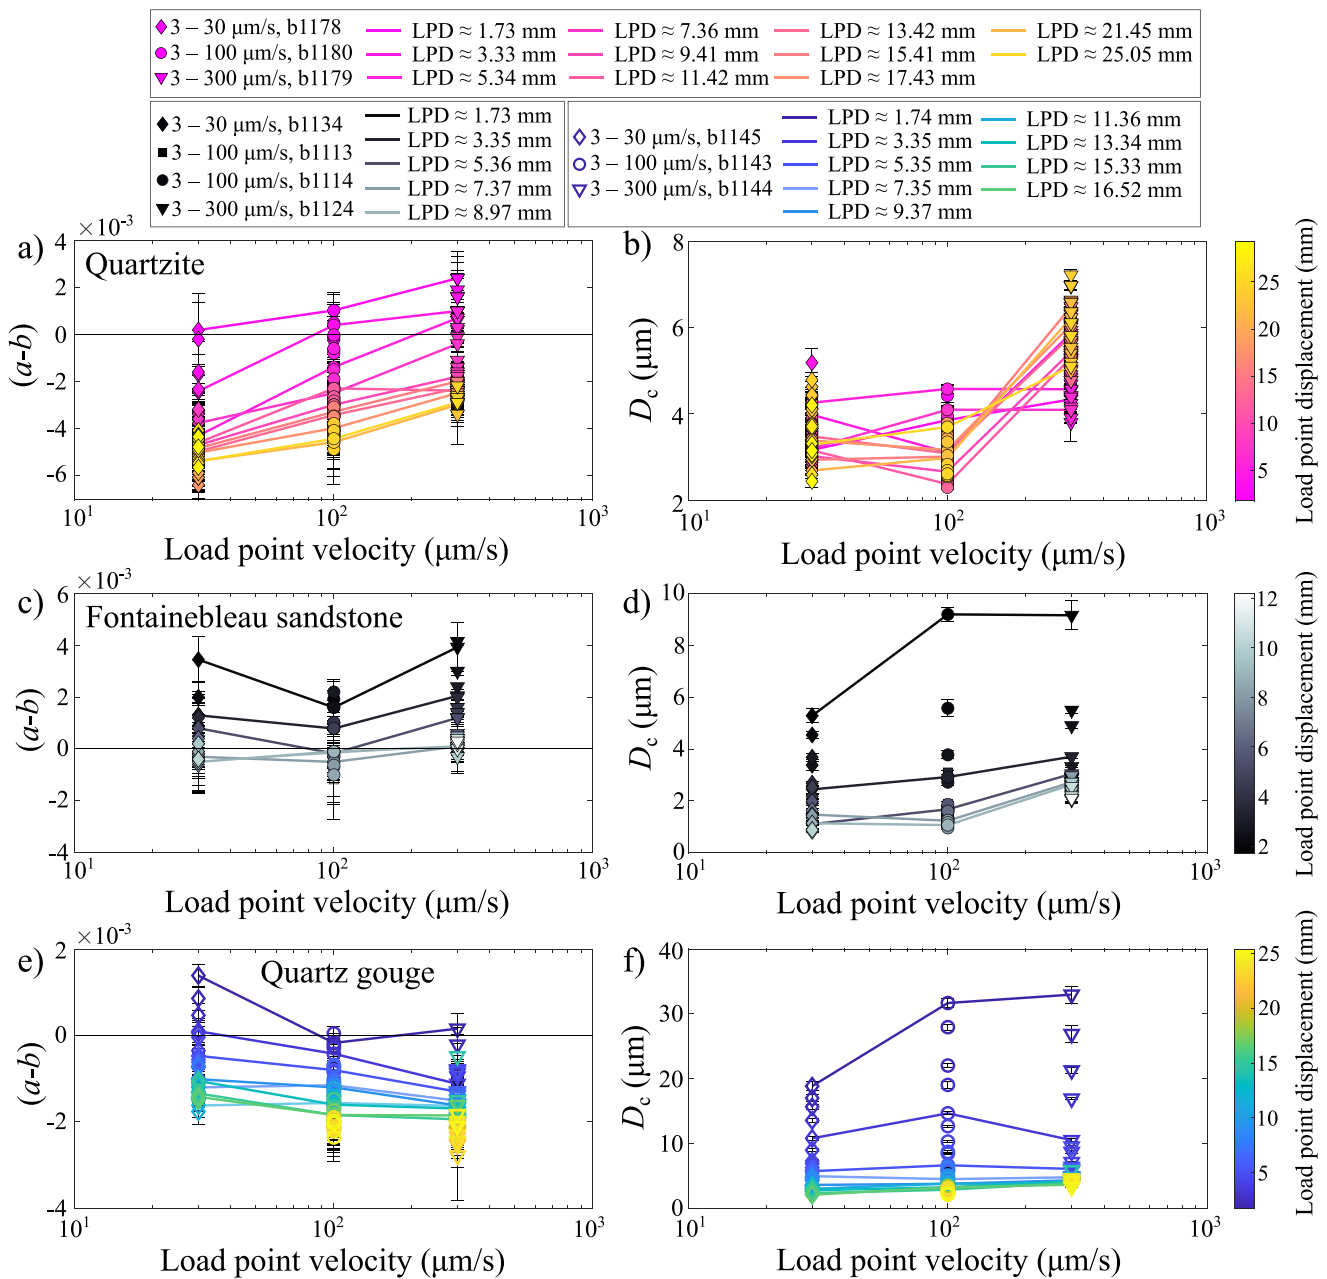 3 – 30 μm/s, b1178
3 – 100 μm/s, b1180
3 – 300 μm/s, b1179
LPD ≈ 1.73 mm
LPD ≈ 3.33 mm
LPD ≈ 5.34 mm
LPD ≈ 7.36 mm
LPD ≈ 9.41 mm
LPD ≈ 11.42 mm
LPD ≈ 13.42 mm
LPD ≈ 15.41 mm
LPD ≈ 17.43 mm
LPD ≈ 21.45 mm
LPD ≈ 25.05 mm
3 – 30 μm/s, b1134
3 – 100 μm/s, b1113
3 – 100 μm/s, b1114
3 – 300 μm/s, b1124
LPD ≈ 1.73 mm
LPD ≈ 3.35 mm
LPD ≈ 5.36 mm
LPD ≈ 7.37 mm
LPD ≈ 8.97 mm
3 – 30 μm/s, b1145
3 – 100 μm/s, b1143
3 – 300 μm/s, b1144
LPD ≈ 1.74 mm
LPD ≈ 3.35 mm
LPD ≈ 5.35 mm
LPD ≈ 7.35 mm
LPD ≈ 9.37 mm
LPD ≈ 11.36 mm
LPD ≈ 13.34 mm
LPD ≈ 15.33 mm
LPD ≈ 16.52 mm
a)
×10⁻³
Quartzite
4
2
0
-2
-4
-6
(a-b)
10¹
10²
10³
Load point velocity (μm/s)
b)
8
6
4
2
D_c (μm)
10
10²
10³
Load point velocity (μm/s)
25
20
15
10
5
Load point displacement (mm)
c)
×10⁻³
Fontainebleau sandstone
6
4
2
0
-2
-4
(a-b)
10¹
10²
10³
Load point velocity (μm/s)
d)
10
8
6
4
2
0
D_c (μm)
10¹
10²
10³
Load point velocity (μm/s)
12
10
8
6
4
2
Load point displacement (mm)
e)
×10⁻³
Quartz gouge
2
0
-2
-4
(a-b)
10¹
10²
10³
Load point velocity (μm/s)
f)
40
30
20
10
0
D_c (μm)
10¹
10²
10³
Load point velocity (μm/s)
25
20
15
10
5
Load point displacement (mm)